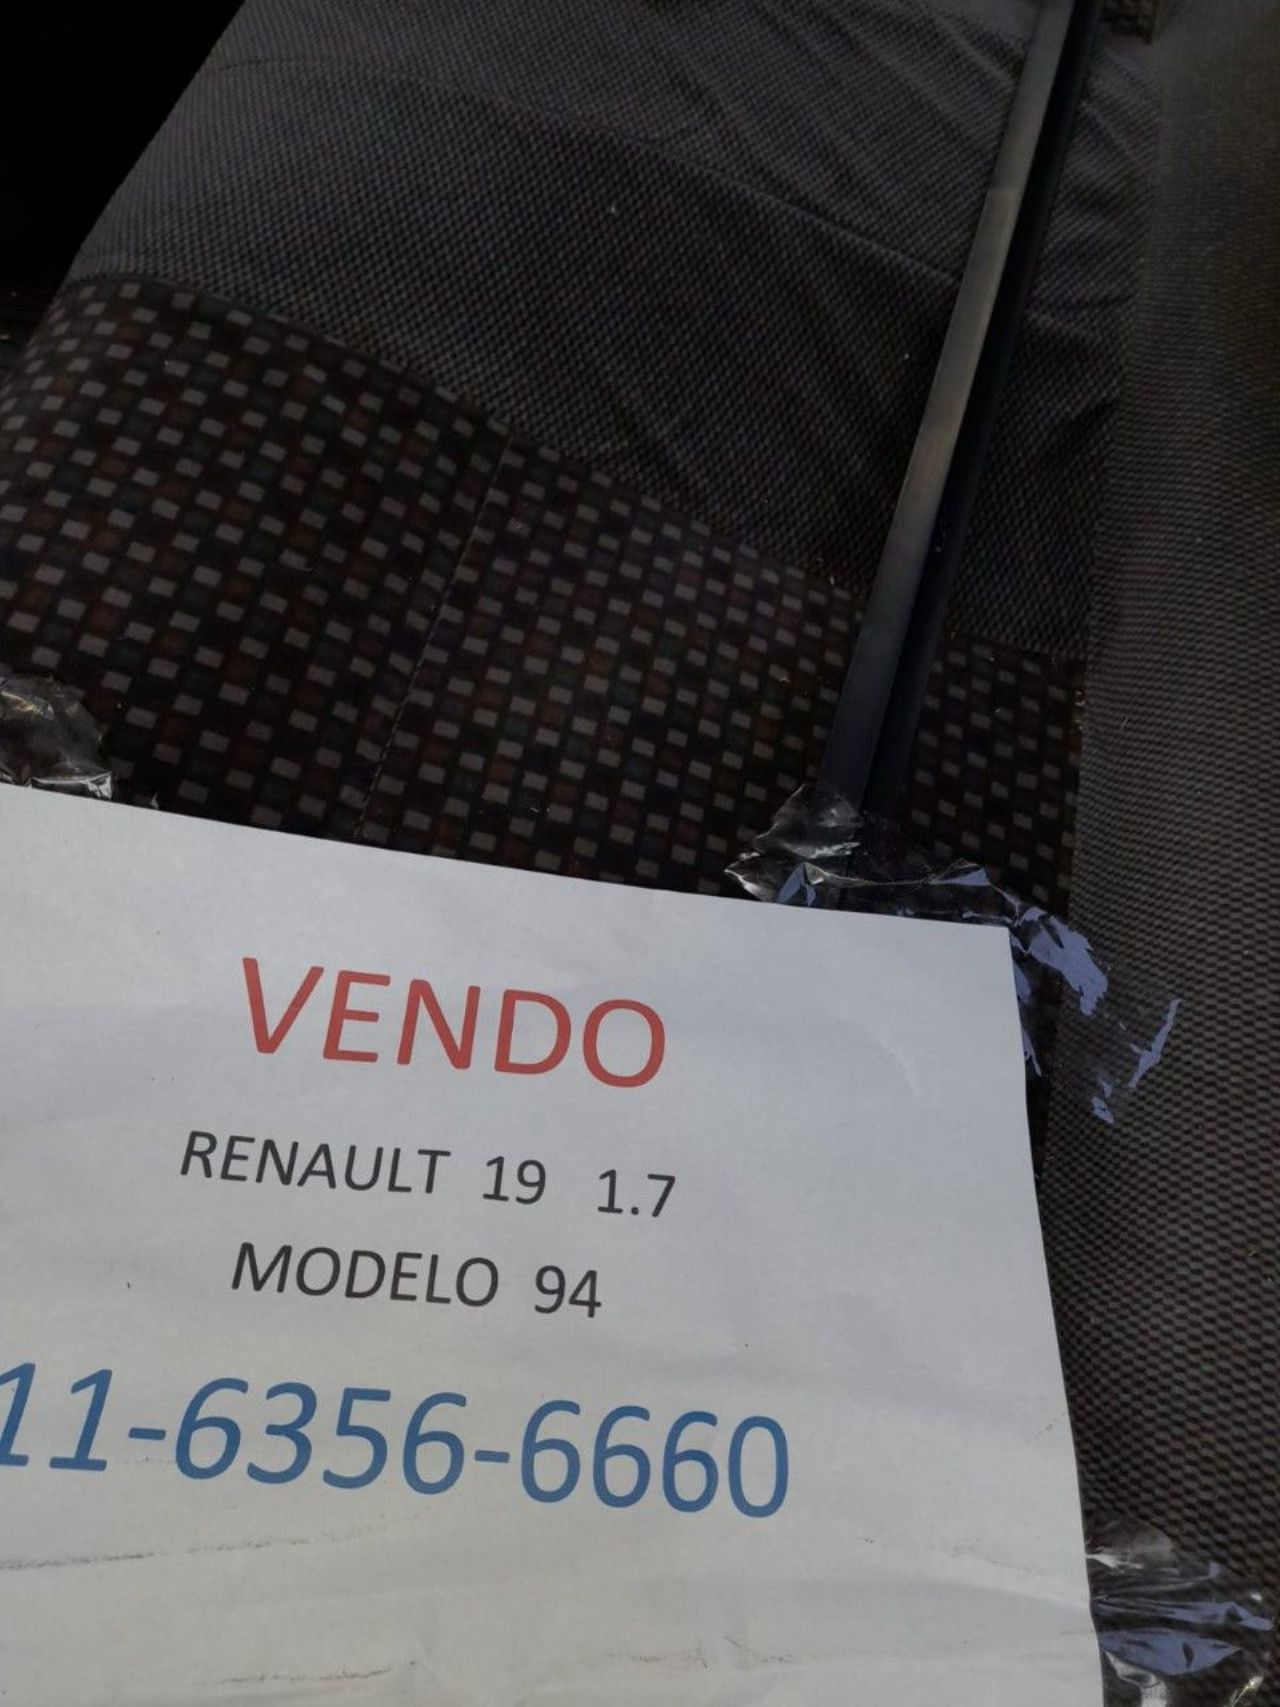 VENDO
RENAULT 19 1.7
MODELO 94
11-6356-6660